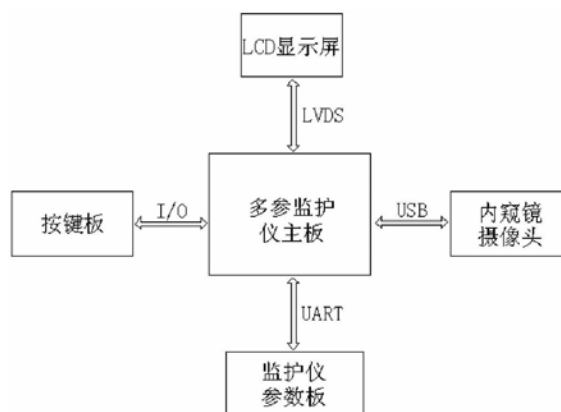 LCD显示屏
LVDS
按键板
I/O
多参监护
仪主板
USB
内窥镜
摄像头
UART
监护仪
参数板